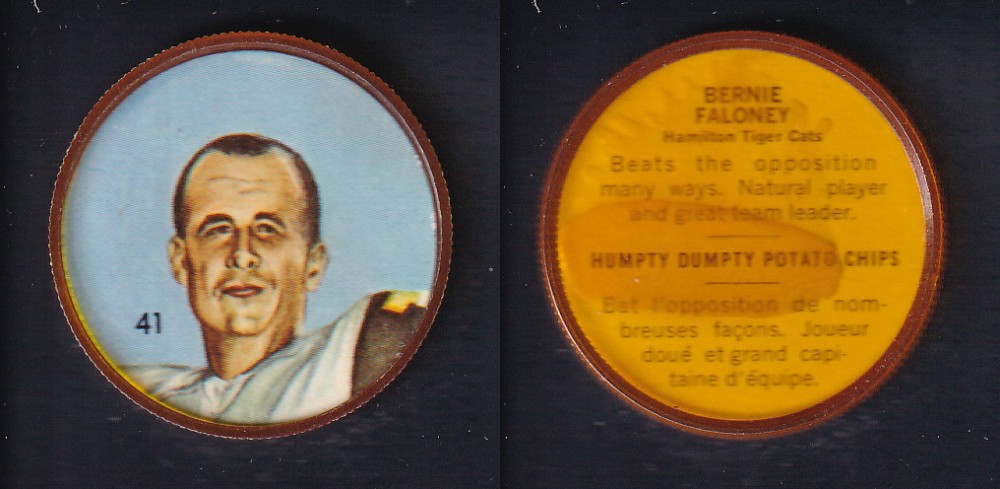 41
BERNIE
FALONEY
Hamilton Tiger Cats
Beats the opposition
many ways. Natural player
and great team leader.
HUMPTY DUMPTY POTATO CHIPS
Bat l'opposition de nom-
breuses façons. Joueur
doué et grand capi-
taine d'équipe.